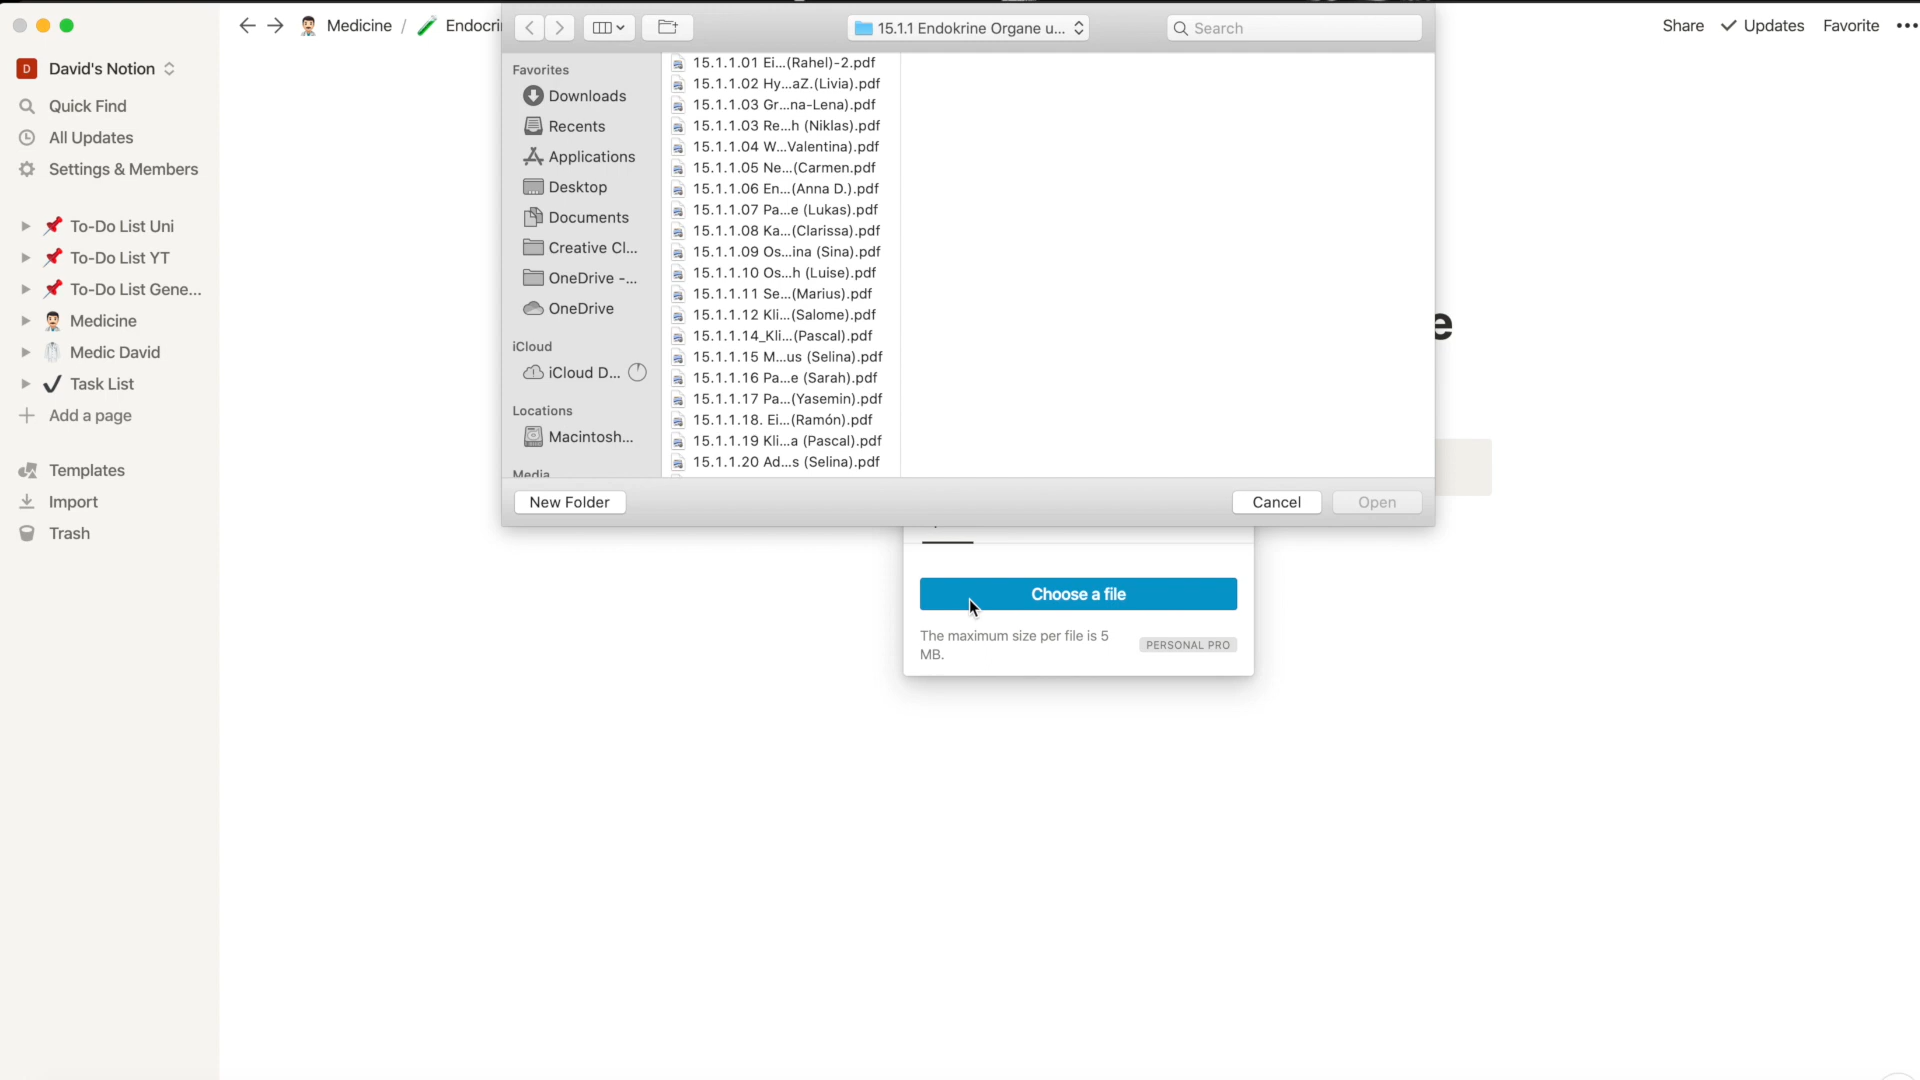 Medicine / Endocri
15.1.1 Endokrine Organe u...
Search
Share
Updates
Favorite
D
David's Notion
Quick Find
All Updates
Settings & Members
To-Do List Uni
To-Do List YT
To-Do List Gene...
Medicine
Medic David
Task List
Add a page
Templates
Import
Trash
Favorites
Downloads
Recents
Applications
Desktop
Documents
Creative Cl...
OneDrive -...
OneDrive
iCloud
iCloud D...
Locations
Macintosh...
Media
15.1.1.01 Ei...(Rahel)-2.pdf
15.1.1.02 Hy...aZ.(Livia).pdf
15.1.1.03 Gr...na-Lena).pdf
15.1.1.03 Re...h (Niklas).pdf
15.1.1.04 W...Valentina).pdf
15.1.1.05 Ne...(Carmen.pdf
15.1.1.06 En...(Anna D.).pdf
15.1.1.07 Pa...e (Lukas).pdf
15.1.1.08 Ka...(Clarissa).pdf
15.1.1.09 Os...ina (Sina).pdf
15.1.1.10 Os...h (Luise).pdf
15.1.1.11 Se...(Marius).pdf
15.1.1.12 Kli...(Salome).pdf
15.1.1.14_Kli...(Pascal).pdf
15.1.1.15 M...us (Selina).pdf
15.1.1.16 Pa...e (Sarah).pdf
15.1.1.17 Pa...(Yasemin).pdf
15.1.1.18. Ei...(Ramón).pdf
15.1.1.19 Kli...a (Pascal).pdf
15.1.1.20 Ad...s (Selina).pdf
e
New Folder
Cancel
Open
Choose a file
The maximum size per file is 5
MB.
PERSONAL PRO